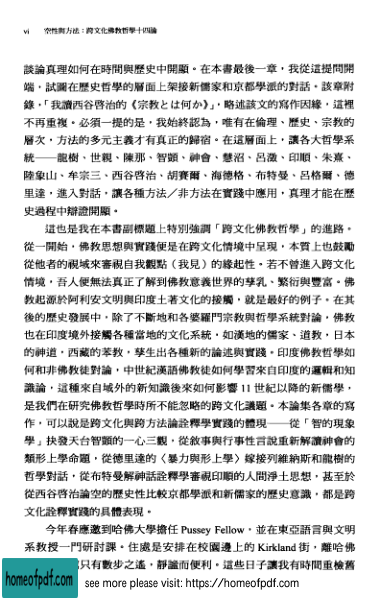 vi 空性與方法：跨文化佛教哲學十四論
談論真理如何在時間與歷史中開顯。在本書最後一章，我從這提問開
端，試圖在歷史哲學的層面上架接新儒家和京都學派的對話。該章附
錄，「我讀西谷啓治的《宗教とは何か》」，略述該文的寫作因緣，這裡
不再重複。必須一提的是，我始終認為，唯有在倫理、歷史、宗教的
層次，方法的多元主義才有真正的歸宿。在這層面上，讓各大哲學系
統——龍樹、世親、陳那、智顗、神會、慧沼、呂澂、印順、朱熹、
陸象山、牟宗三、西谷啓治、胡賽爾、海德格、布特曼、呂格爾、德
里達，進入對話，讓各種方法／非方法在實踐中應用，真理才能在歷
史過程中辯證開顯。
這也是我在本書副標題上特別強調「跨文化佛教哲學」的進路。
從一開始，佛教思想與實踐便是在跨文化情境中呈現，本質上也鼓勵
從他者的視域來審視自我觀點（我見）的緣起性。若不曾進入跨文化
情境，吾人便無法真正了解到佛教意義世界的孳乳、繁衍與豐富。佛
教起源於阿利安文明與印度土著文化的接觸，就是最好的例子。在其
後的歷史發展中，除了不斷地和各婆羅門宗教與哲學系統對論，佛教
也在印度境外接觸各種當地的文化系統，如漢地的儒家、道教，日本
的神道，西藏的苯教，孳生出各種新的論述與實踐。印度佛教哲學如
何和非佛教徒對論，中世紀漢語佛教徒如何學習來自印度的邏輯和知
識論，這種來自域外的新知識後來如何影響 11 世紀以降的新儒學，
是我們在研究佛教哲學時所不能忽略的跨文化議題。本論集各章的寫
作，可以說是跨文化與跨方法論詮釋學實踐的體現——從「智的現象
學」抉發天台智顗的一心三觀，從敘事與行事性言說重新解讀神會的
類形上學命題，從德里達的〈暴力與形上學〉嫁接列維納斯和龍樹的
哲學對話，從布特曼解神話詮釋學審視印順的人間淨土思想，甚至於
從西谷啓治論空的歷史性比較京都學派和新儒家的歷史意識，都是跨
文化詮釋實踐的具體表現。
今年春應邀到哈佛大學擔任 Pussey Fellow，並在東亞語言與文明
系教授一門研討課。住處是安排在校園邊上的 Kirkland 街，離哈佛
只有數步之遙，靜謐而便利。這些日子讓我有時間重檢舊
homeofpdf.com
see more please visit: https://homeofpdf.com